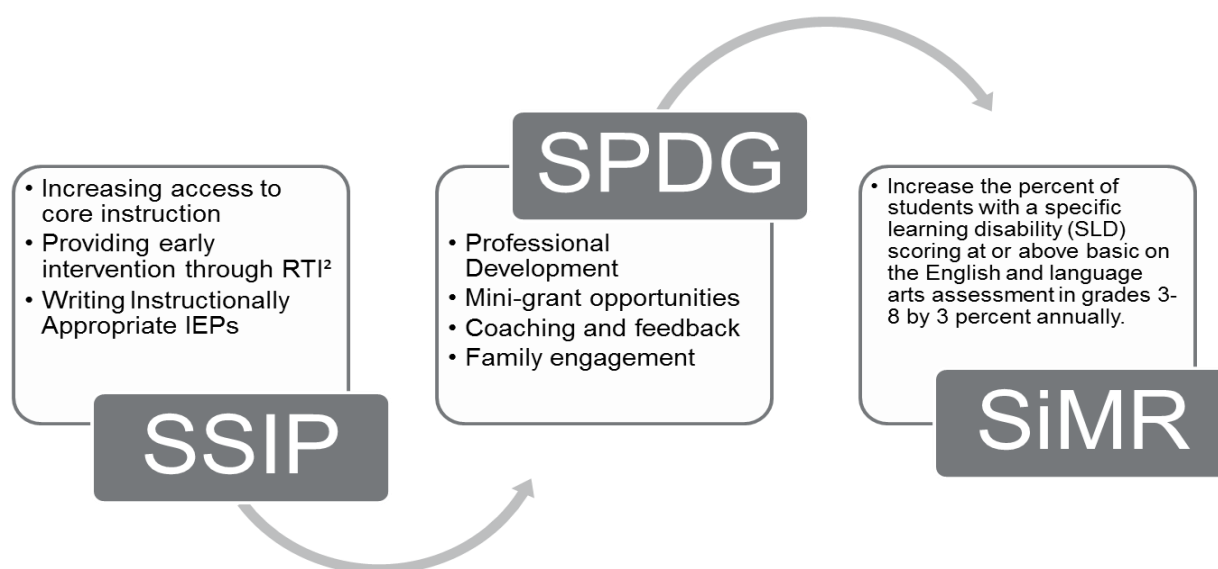 • Increasing access to
core instruction
• Providing early
intervention through RTI²
• Writing Instructionally
Appropriate IEPs
SSIP
SPDG
• Professional
Development
• Mini-grant opportunities
• Coaching and feedback
• Family engagement
• Increase the percent of
students with a specific
learning disability (SLD)
scoring at or above basic on
the English and language
arts assessment in grades 3-
8 by 3 percent annually.
SiMR